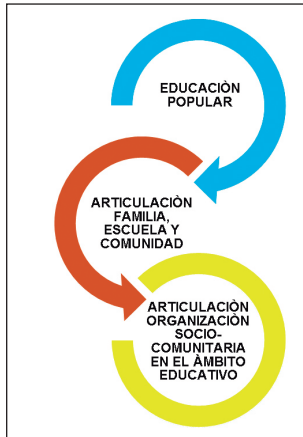 EDUCACIÒN
POPULAR
ARTICULACIÒN
FAMILIA,
ESCUELA Y
COMUNIDAD
ARTICULACIÒN
ORGANIZACIÒN
SOCIO-
COMUNITARIA
EN EL ÀMBITO
EDUCATIVO